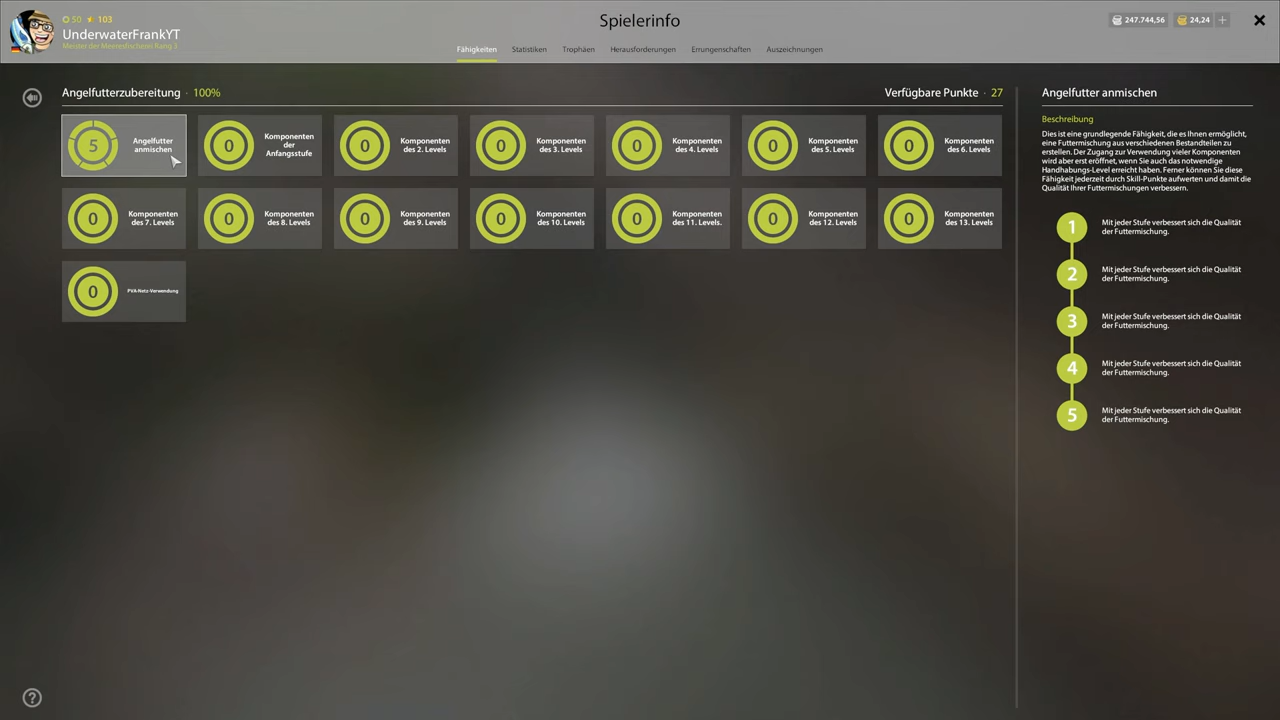 50 103
UnderwaterFrankYT
Meister der Meeresfischerei Rang 3
Spielerinfo
247.744,56
24,24
Fähigkeiten
Statistiken
Trophäen
Herausforderungen
Errungenschaften
Auszeichnungen
Angelfutterzubereitung · 100%
Verfügbare Punkte · 27
5
Angelfutter
anmischen
0
Komponenten
der
Anfangsstufe
0
Komponenten
des 2. Levels
0
Komponenten
des 3. Levels
0
Komponenten
des 4. Levels
0
Komponenten
des 5. Levels
0
Komponenten
des 6. Levels
0
Komponenten
des 7. Levels
0
Komponenten
des 8. Levels
0
Komponenten
des 9. Levels
0
Komponenten
des 10. Levels
0
Komponenten
des 11. Levels.
0
Komponenten
des 12. Levels
0
Komponenten
des 13. Levels
0
PVA-Netz-Verwendung
Angelfutter anmischen
Beschreibung
Dies ist eine grundlegende Fähigkeit, die es Ihnen ermöglicht,
eine Futtermischung aus verschiedenen Bestandteilen zu
erstellen. Der Zugang zur Verwendung vieler Komponenten
wird aber erst eröffnet, wenn Sie auch das notwendige
Handhabungs-Level erreicht haben. Ferner können Sie diese
Fähigkeit jederzeit durch Skill-Punkte aufwerten und damit die
Qualität Ihrer Futtermischungen verbessern.
1
Mit jeder Stufe verbessert sich die Qualität
der Futtermischung.
2
Mit jeder Stufe verbessert sich die Qualität
der Futtermischung.
3
Mit jeder Stufe verbessert sich die Qualität
der Futtermischung.
4
Mit jeder Stufe verbessert sich die Qualität
der Futtermischung.
5
Mit jeder Stufe verbessert sich die Qualität
der Futtermischung.
?